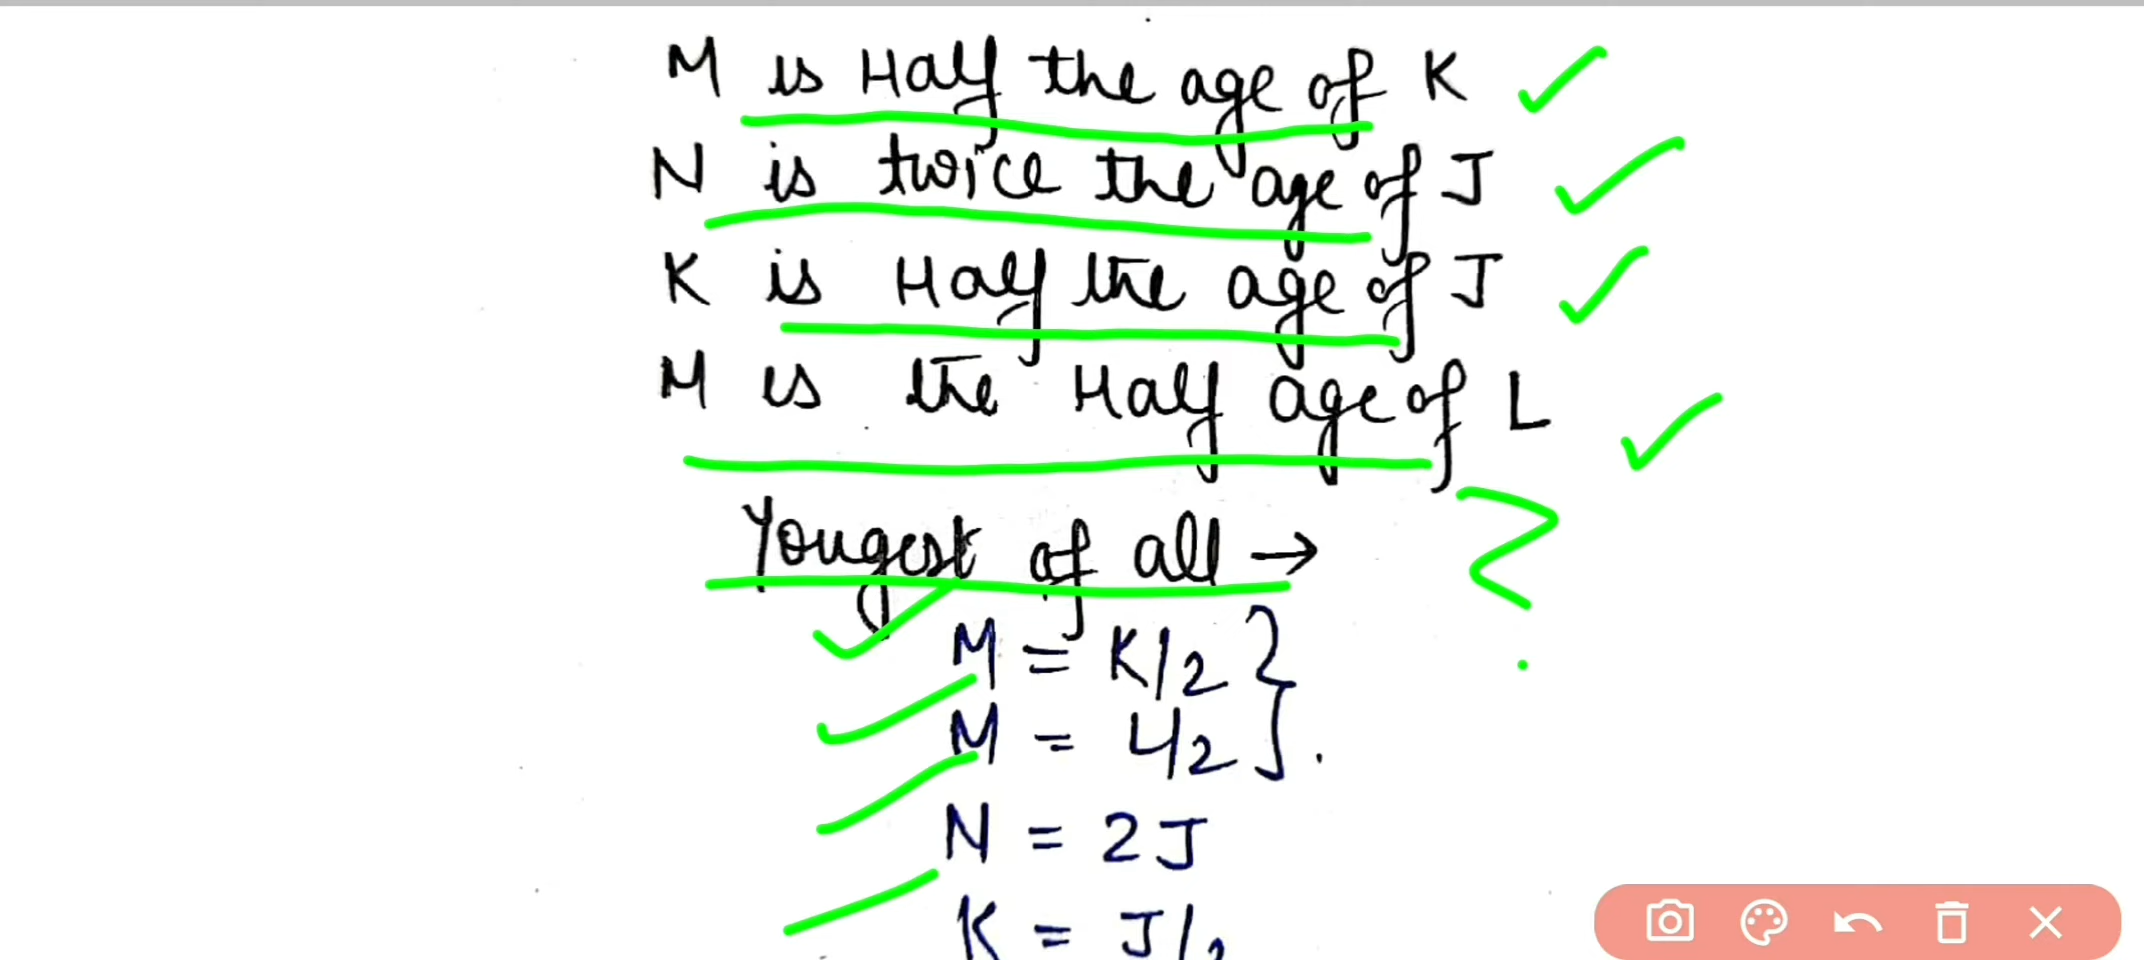 M is Half the age of K
N is twice the age of J
K is Half the age of J
M is the Half age of L
Yougest of all →
M = K/2
M = L/2
N = 2J
K = J/2